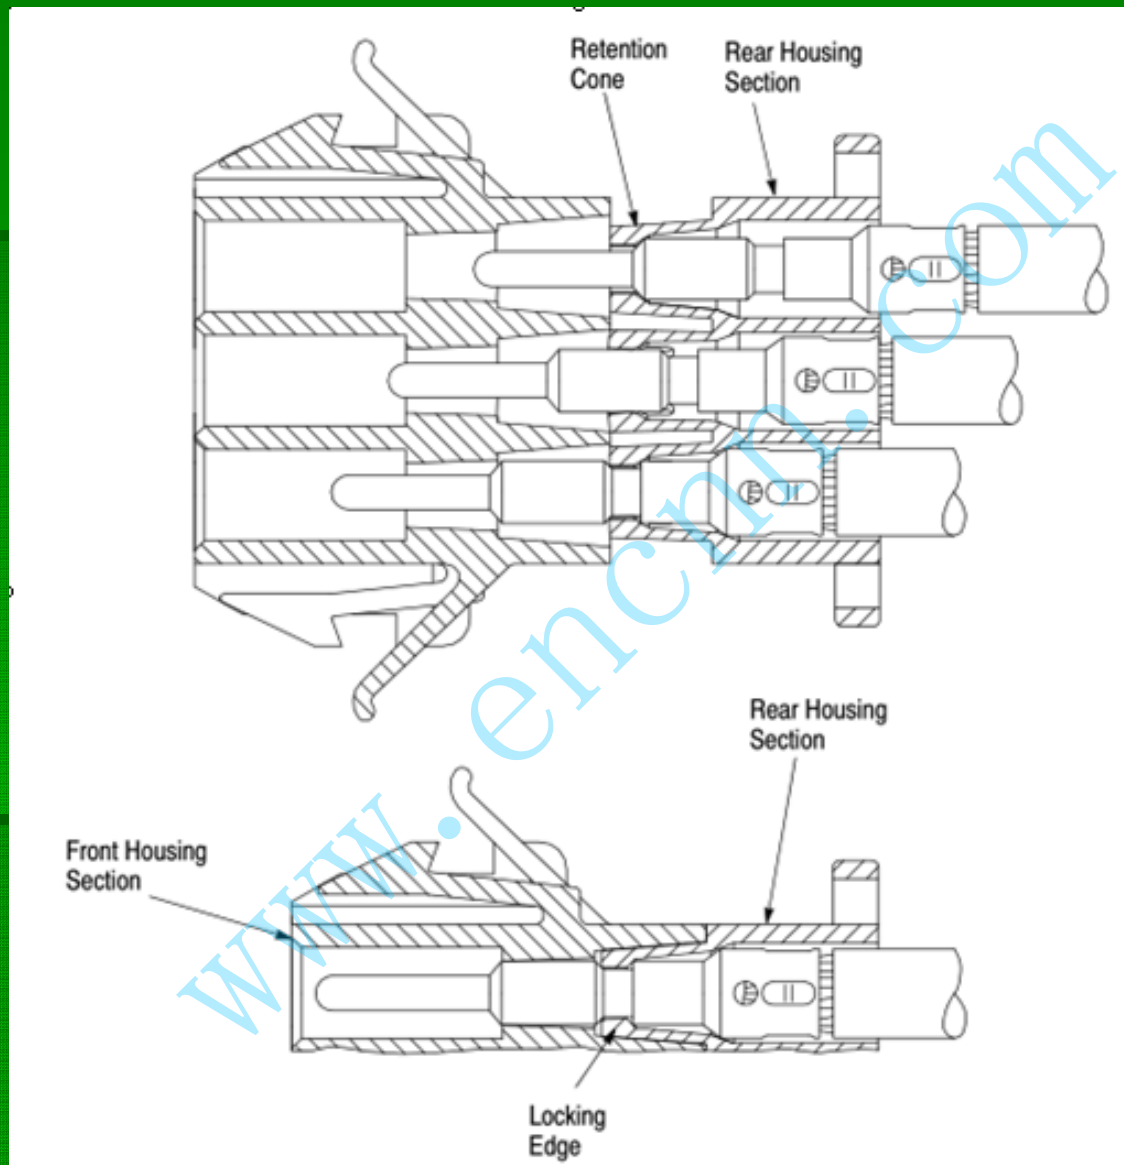 Retention
Cone
Rear Housing
Section
Rear Housing
Section
Front Housing
Section
Locking
Edge
www.encnn.com